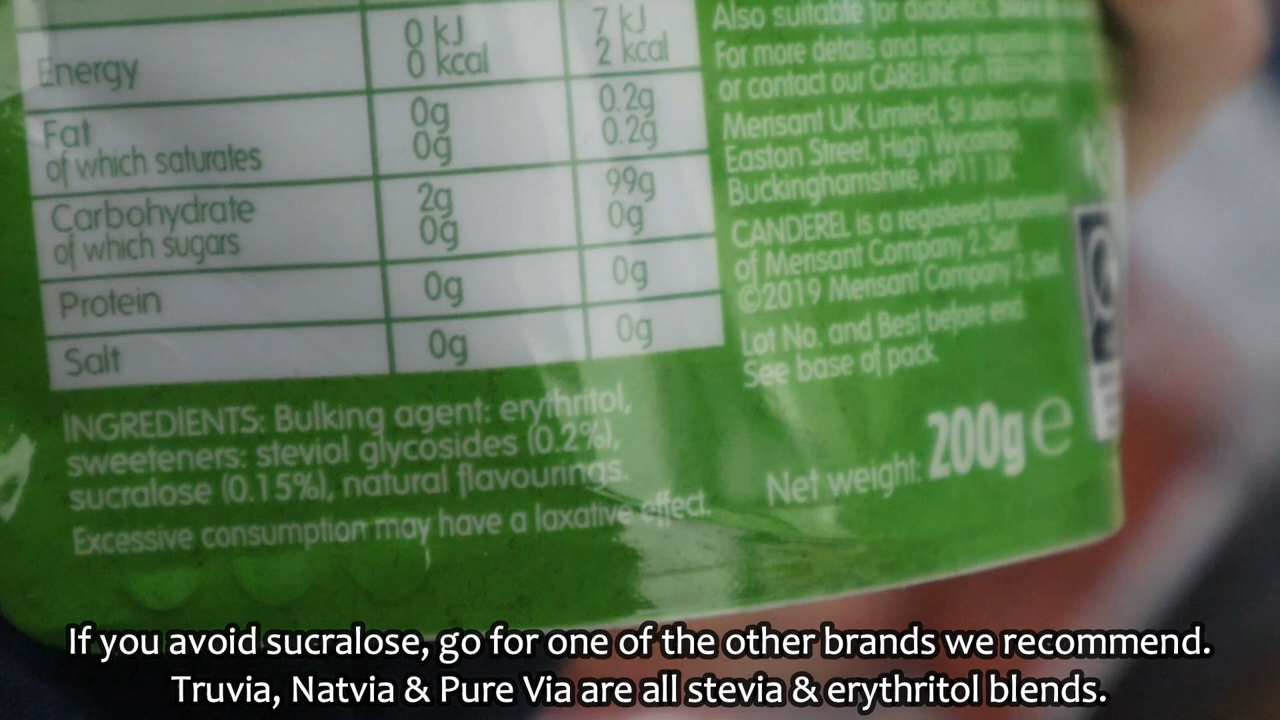 Energy 0 kJ 7 kJ
0 kcal 2 kcal
Fat 0g 0.2g
of which saturates 0g 0.2g
Carbohydrate 2g 99g
of which sugars 0g 0g
Protein 0g 0g
Salt 0g 0g
INGREDIENTS: Bulking agent: erythritol,
sweeteners: steviol glycosides (0.2%),
sucralose (0.15%), natural flavourings.
Excessive consumption may have a laxative effect.
Also suitable for diabetics.
For more details and recipe
or contact our CARELINE on
Merisant UK Limited, St Johns Court,
Easton Street, High Wycombe,
Buckinghamshire, HP11 1JX
CANDEREL is a registered trademark
of Merisant Company 2, Sàrl
©2019 Merisant Company 2, Sàrl
Lot No. and Best before end:
See base of pack.
Net weight: 200g e
If you avoid sucralose, go for one of the other brands we recommend.
Truvia, Natvia & Pure Via are all stevia & erythritol blends.